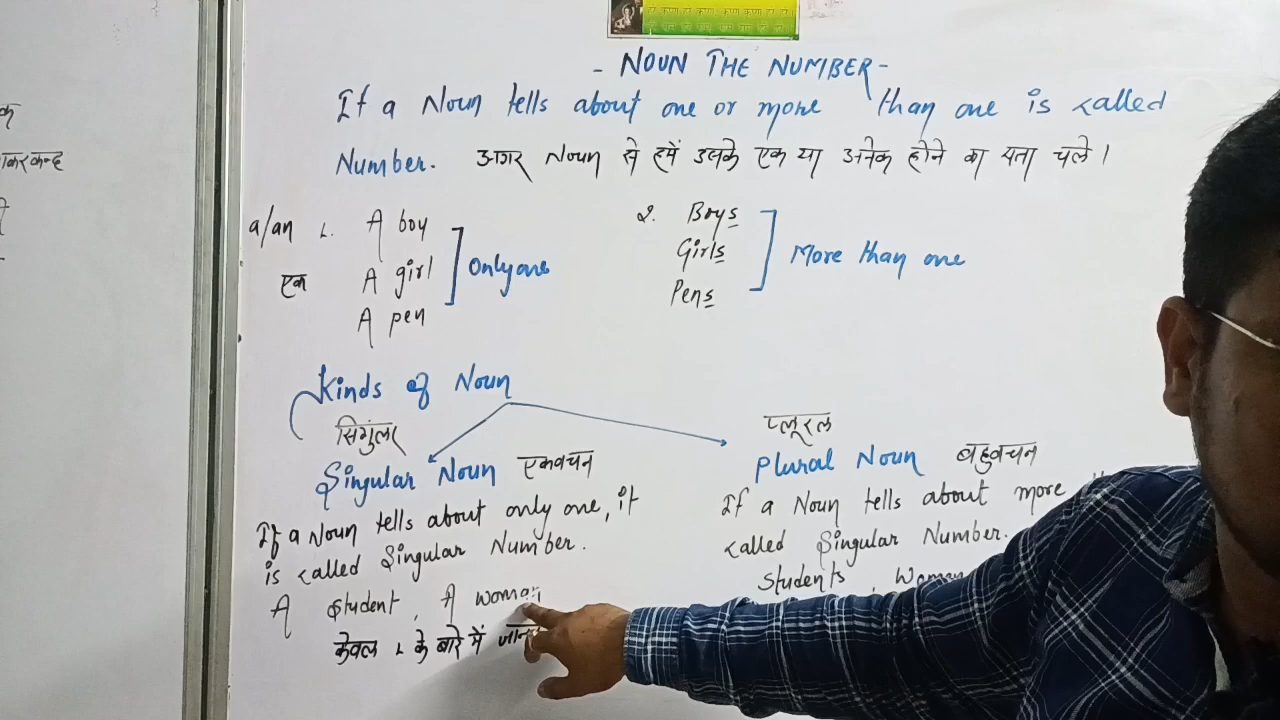 क
- NOUN THE NUMBER -
If a Noun tells about one or more than one is called
Number. अगर Noun से हमें उसके एक या अनेक होने का पता चले।
a/an 1. A boy
एक A girl Only one
A pen
2. Boys
Girls More than one
Pens
Kinds of Noun
सिगुंलर
Singular Noun एकवचन
If a Noun tells about only one, it
is called Singular Number.
A student, A woman
केवल 1 के बारे में
प्लूरल
Plural Noun बहुवचन
If a Noun tells about more
called Singular Number.
Students,